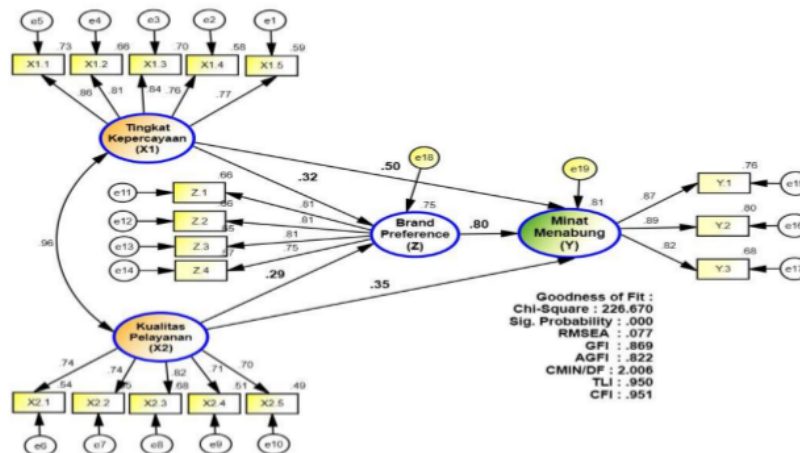 e5 e4 e3 e2 e1
.73 .66 .70 .58 .59
X1.1 X1.2 X1.3 X1.4 X1.5
.86 .81 .84 .76 .77
Tingkat
Kepercayaan
(X1)
.50
.32
e18
e19
e11 Z.1 .66
e12 Z.2 .66
e13 Z.3
e14 Z.4
.81
.81
.81
.75
.75
Brand
Preference
(Z)
.80
.81
Minat
Menabung
(Y)
.87
.89
.82
.76
Y.1
.80
Y.2
.68
Y.3
.96
.29
.35
Kualitas
Pelayanan
(X2)
.74 .74 .82 .71 .70
.54 .68 .51 .49
X2.1 X2.2 X2.3 X2.4 X2.5
e6 e7 e8 e9 e10
Goodness of Fit :
Chi-Square : 226.670
Sig. Probability : .000
RMSEA : .077
GFI : .869
AGFI : .822
CMIN/DF : 2.006
TLI : .950
CFI : .951